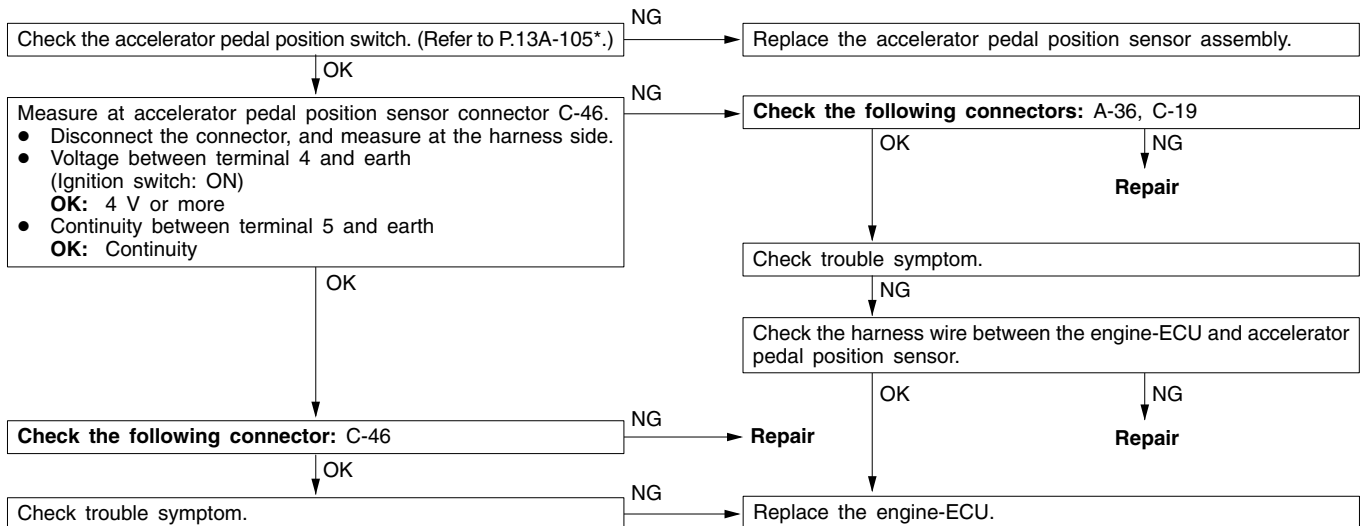 Check the accelerator pedal position switch. (Refer to P.13A-105*.)
NG
Replace the accelerator pedal position sensor assembly.
OK
Measure at accelerator pedal position sensor connector C-46.
● Disconnect the connector, and measure at the harness side.
● Voltage between terminal 4 and earth
(Ignition switch: ON)
OK: 4 V or more
● Continuity between terminal 5 and earth
OK: Continuity
NG
Check the following connectors: A-36, C-19
OK
NG
Repair
Check trouble symptom.
NG
Check the harness wire between the engine-ECU and accelerator
pedal position sensor.
OK
NG
Repair
OK
Check the following connector: C-46
NG
Repair
OK
Check trouble symptom.
NG
Replace the engine-ECU.